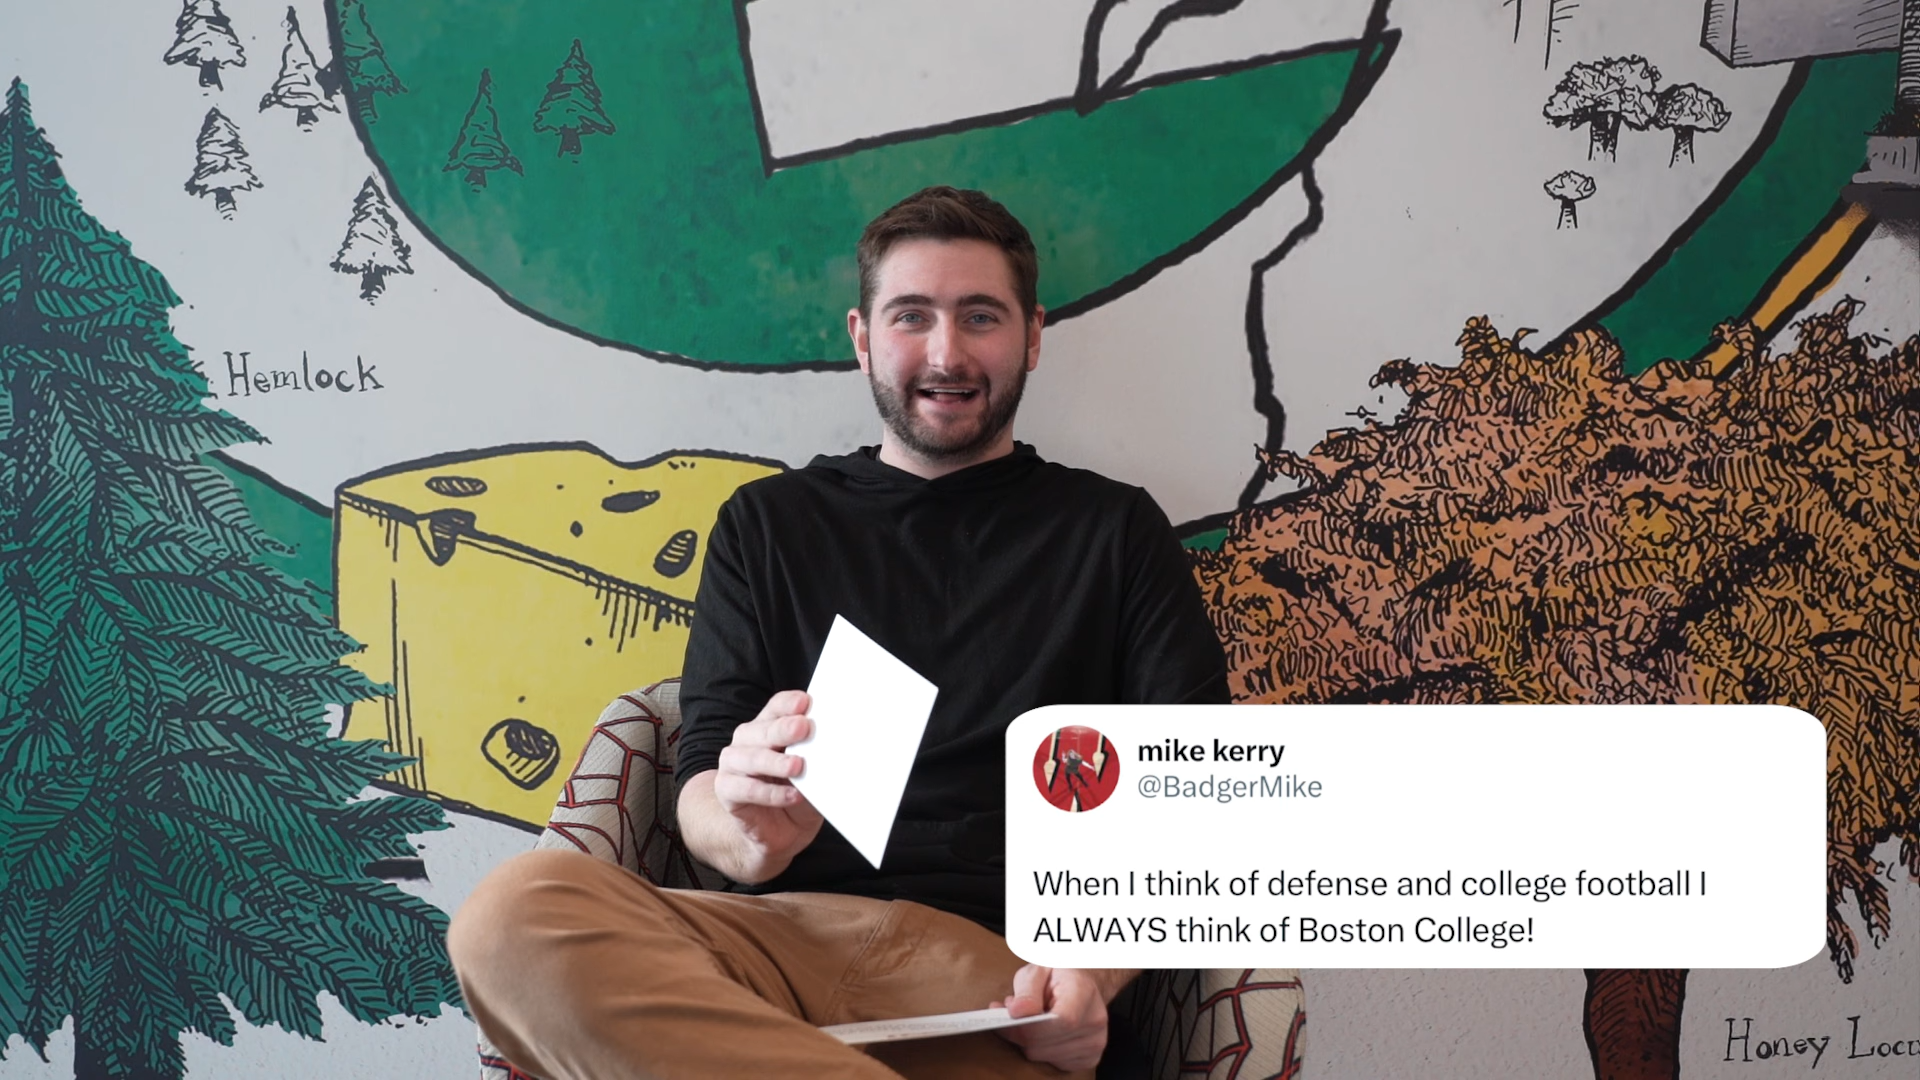 Hemlock
mike kerry
@BadgerMike
When I think of defense and college football I
ALWAYS think of Boston College!
Honey Locu